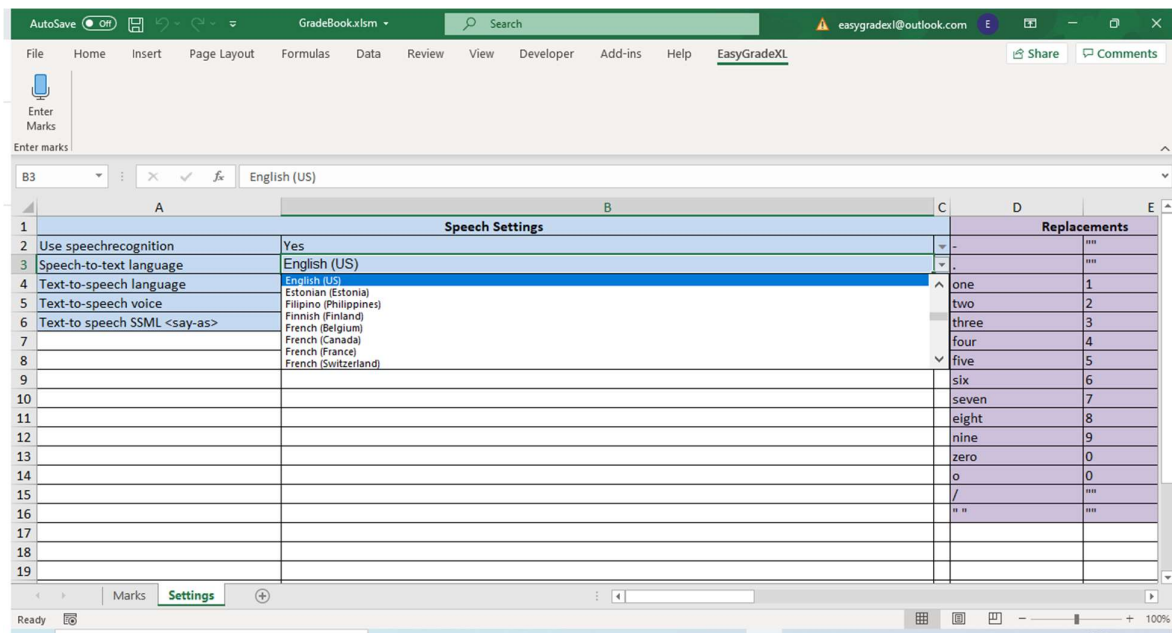 AutoSave Off GradeBook.xlsm Search easygradexl@outlook.com E
File Home Insert Page Layout Formulas Data Review View Developer Add-ins Help EasyGradeXL Share Comments
Enter
Marks
Enter marks
B3 fx English (US)
A B C D E
1 Speech Settings Replacements
2 Use speechrecognition Yes - ""
3 Speech-to-text language English (US) . ""
4 Text-to-speech language English (US) one 1
Estonian (Estonia)
5 Text-to-speech voice Filipino (Philippines) two 2
Finnish (Finland)
6 Text-to speech SSML <say-as> French (Belgium) three 3
7 French (Canada) four 4
French (France)
8 French (Switzerland) five 5
9 six 6
10 seven 7
11 eight 8
12 nine 9
13 zero 0
14 o 0
15 / ""
16 " " ""
17
18
19
Marks Settings
Ready 100%